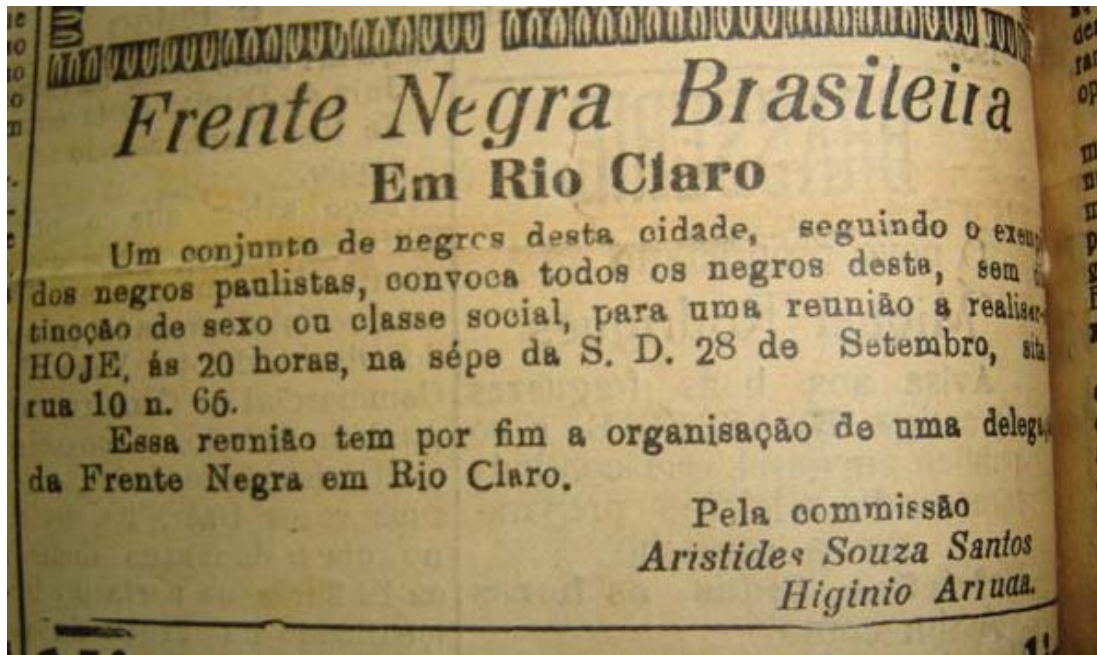 Frente Negra Brasileira
Em Rio Claro
Um conjunto de negros desta cidade, seguindo o exemp
dos negros paulistas, convoca todos os negros deste, sem
tincção de sexo ou classe social, para uma reunião a realisar-
HOJE, ás 20 horas, na sépe da S. D. 28 de Setembro, sita
rua 10 n. 66.
Essa reunião tem por fim a organisação de uma delegaç
da Frente Negra em Rio Claro.
Pela commissão
Aristides Souza Santos
Higinio Arruda.